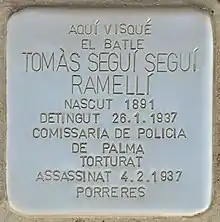 AQUÍ VISQUÉ
EL BATLE
TOMÀS SEGUÍ SEGUÍ
RAMELLÍ
NASCUT 1891
DETINGUT 26.1.1937
COMISSARIA DE POLICIA
DE PALMA
TORTURAT
ASSASSINAT 4.2.1937
PORRERES